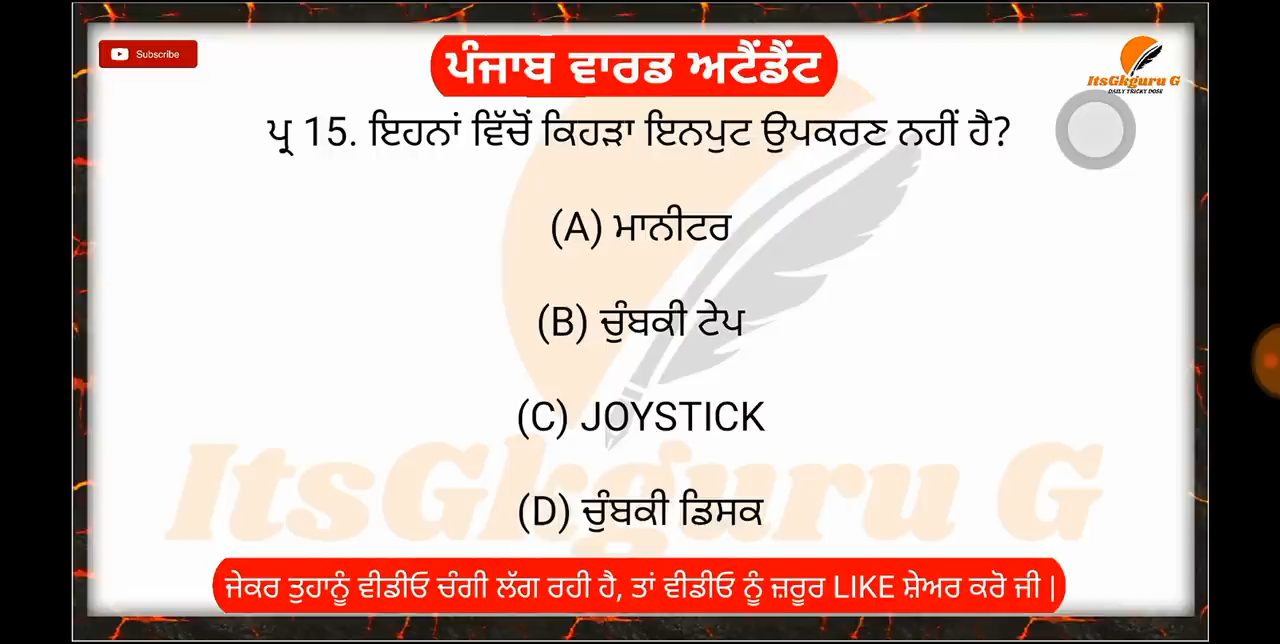 Subscribe
ਪੰਜਾਬ ਵਾਰਡ ਅਟੈਂਡੈਂਟ
ItsGkguru G
DAILY TRICKY DOSE
ਪ੍ਰ 15. ਇਹਨਾਂ ਵਿੱਚੋਂ ਕਿਹੜਾ ਇਨਪੁਟ ਉਪਕਰਣ ਨਹੀਂ ਹੈ?
(A) ਮਾਨੀਟਰ
(B) ਚੁੰਬਕੀ ਟੇਪ
(C) JOYSTICK
ItsGkguru G
(D) ਚੁੰਬਕੀ ਡਿਸਕ
ਜੇਕਰ ਤੁਹਾਨੂੰ ਵੀਡੀਓ ਚੰਗੀ ਲੱਗ ਰਹੀ ਹੈ, ਤਾਂ ਵੀਡੀਓ ਨੂੰ ਜ਼ਰੂਰ LIKE ਸ਼ੇਅਰ ਕਰੋ ਜੀ |